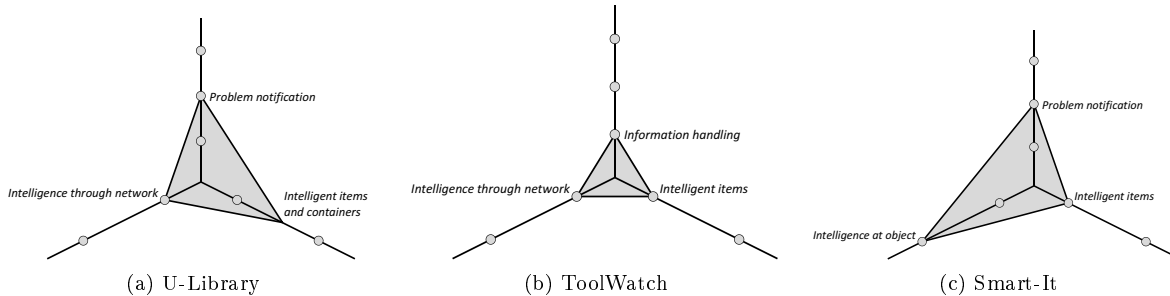 Problem notification
Intelligence through network
Intelligent items
and containers
(a) U-Library
Information handling
Intelligence through network
Intelligent items
(b) ToolWatch
Problem notification
Intelligent items
Intelligence at object
(c) Smart-It